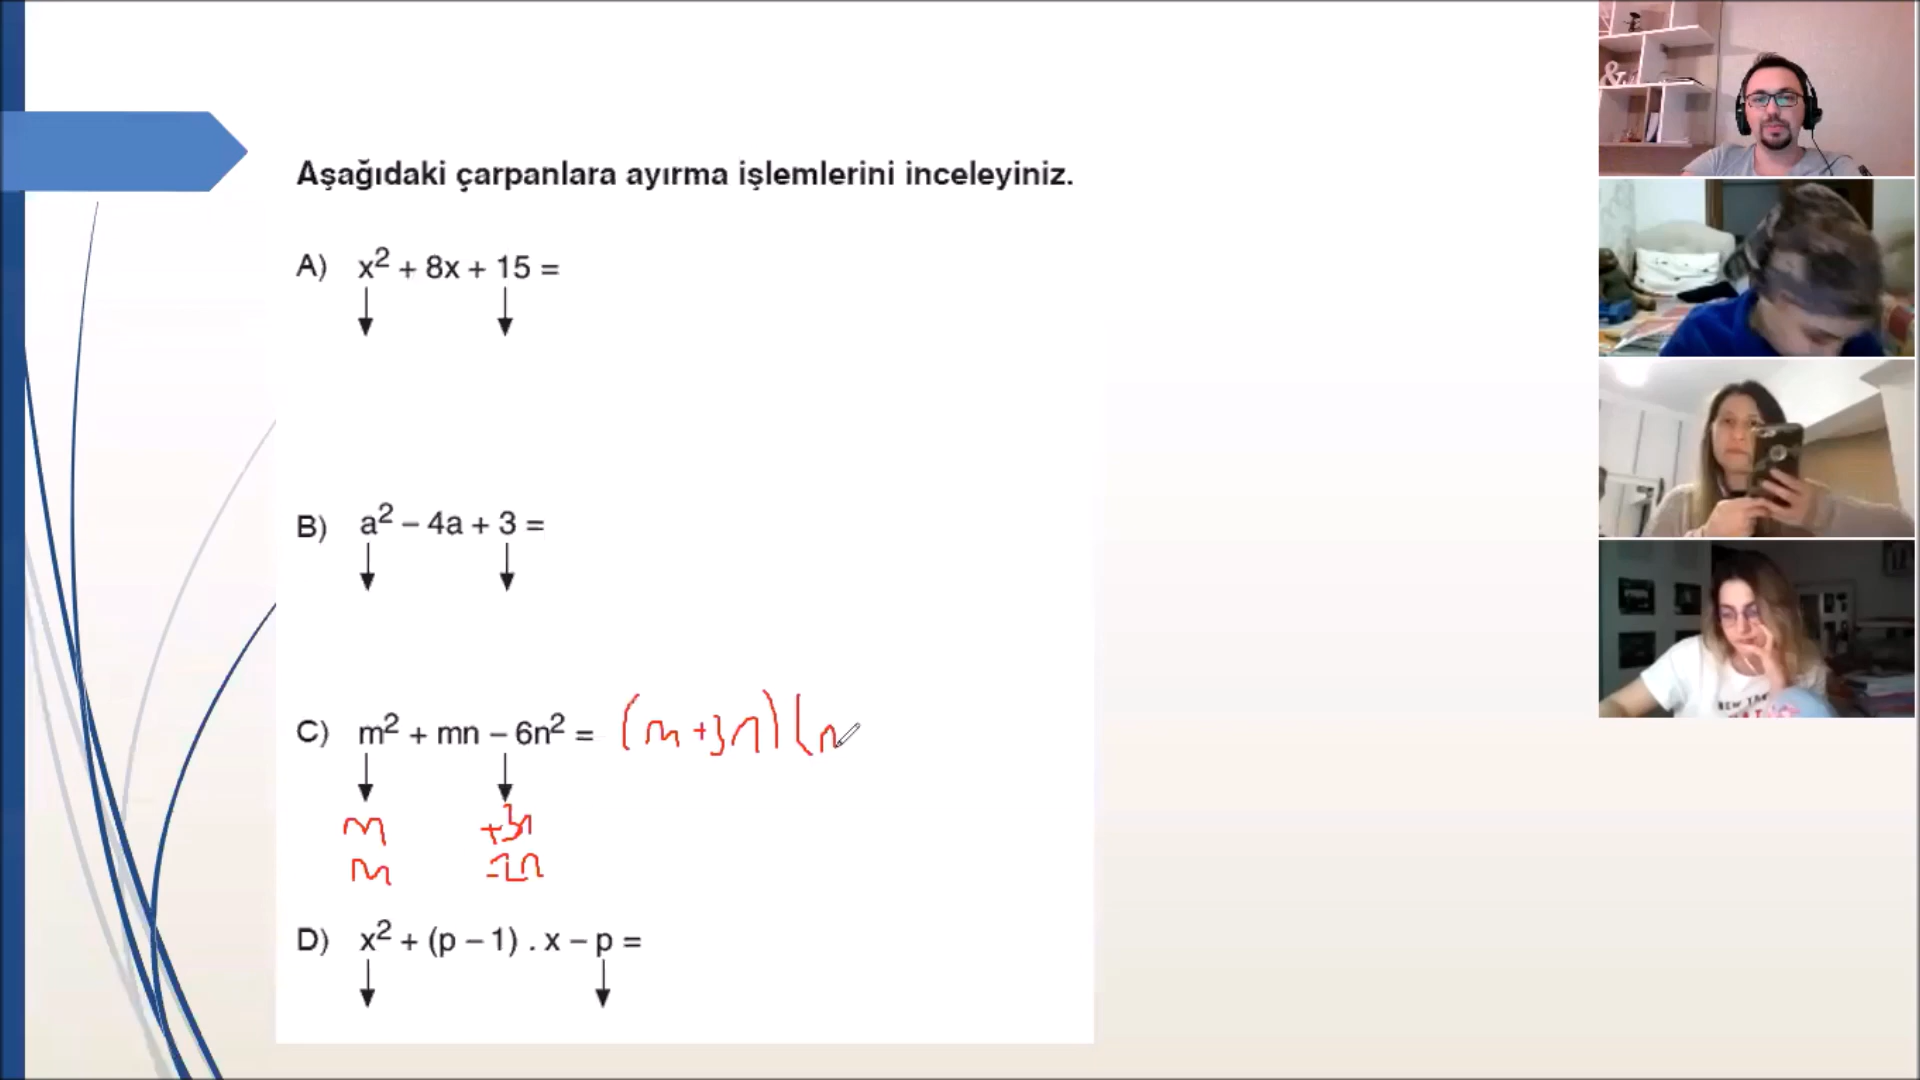 Aşağıdaki çarpanlara ayırma işlemlerini inceleyiniz.
A) x² + 8x + 15 =
B) a² – 4a + 3 =
C) m² + mn – 6n² = (m +3n) (m
m +3n
m -2n
D) x² + (p – 1) . x – p =